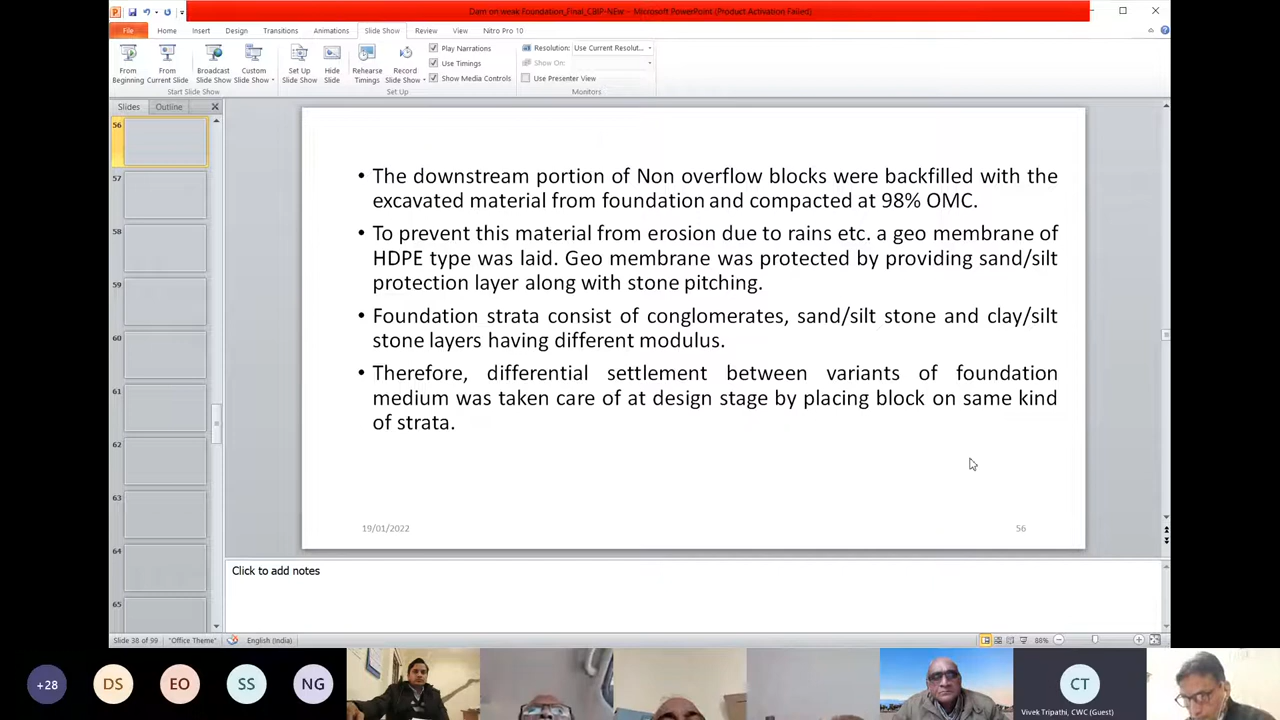 Dam on weak Foundation_Final_CBIP-NEw – Microsoft PowerPoint (Product Activation Failed)
File Home Insert Design Transitions Animations Slide Show Review View Nitro Pro 10
From Beginning
From Current Slide
Broadcast Slide Show
Custom Slide Show
Start Slide Show
Set Up Slide Show
Hide Slide
Rehearse Timings
Record Slide Show
Play Narrations
Use Timings
Show Media Controls
Set Up
Resolution: Use Current Resolut...
Show On:
Use Presenter View
Monitors
Slides Outline
56
57
58
59
60
61
62
63
64
65
• The downstream portion of Non overflow blocks were backfilled with the
excavated material from foundation and compacted at 98% OMC.
• To prevent this material from erosion due to rains etc. a geo membrane of
HDPE type was laid. Geo membrane was protected by providing sand/silt
protection layer along with stone pitching.
• Foundation strata consist of conglomerates, sand/silt stone and clay/silt
stone layers having different modulus.
• Therefore, differential settlement between variants of foundation
medium was taken care of at design stage by placing block on same kind
of strata.
19/01/2022 56
Click to add notes
Slide 38 of 99 "Office Theme" English (India) 88%
+28 DS EO SS NG CT
Vivek Tripathi, CWC (Guest)